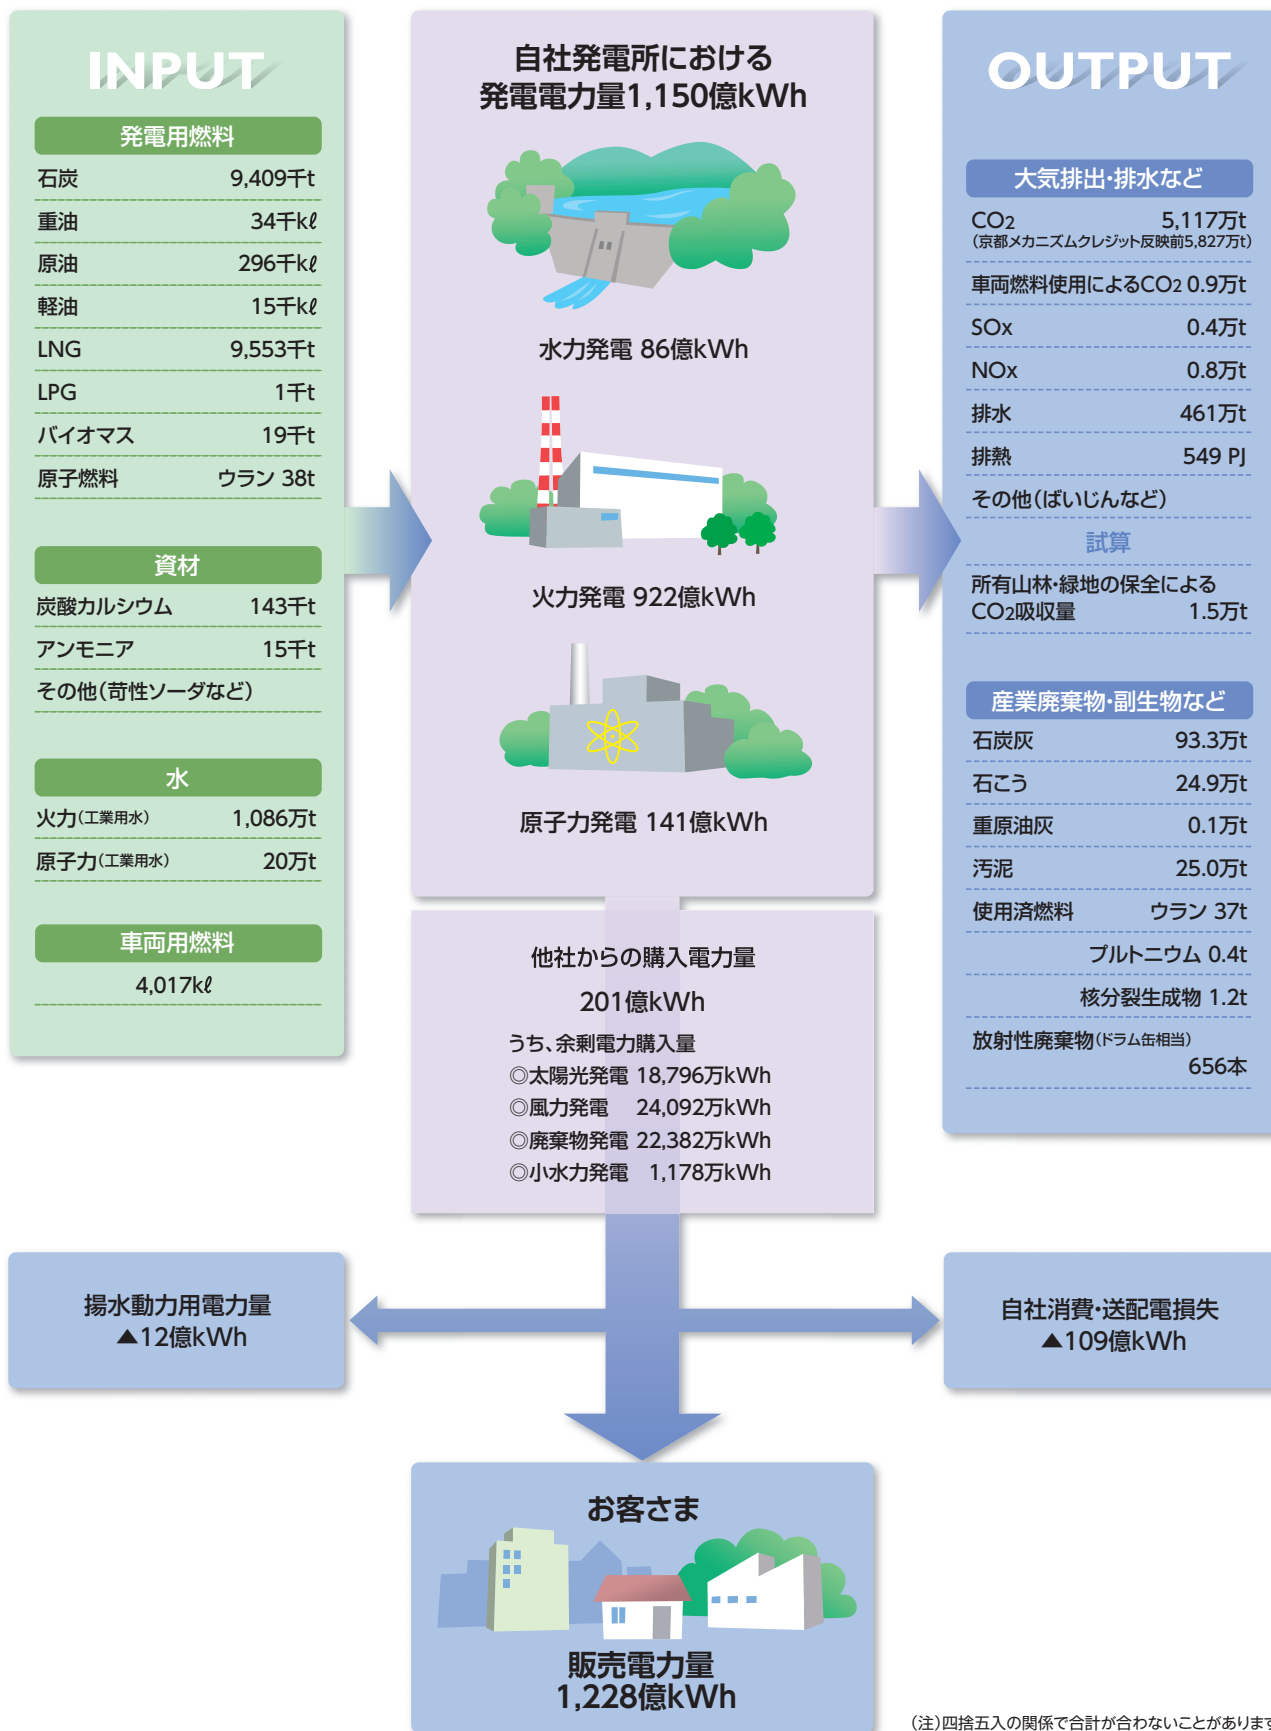 INPUT
発電用燃料
石炭 9,409千t
重油 34千kℓ
原油 296千kℓ
軽油 15千kℓ
LNG 9,553千t
LPG 1千t
バイオマス 19千t
原子燃料 ウラン 38t
資材
炭酸カルシウム 143千t
アンモニア 15千t
その他(苛性ソーダなど)
水
火力(工業用水) 1,086万t
原子力(工業用水) 20万t
車両用燃料
4,017kℓ
自社発電所における
発電電力量1,150億kWh
水力発電 86億kWh
火力発電 922億kWh
原子力発電 141億kWh
他社からの購入電力量
201億kWh
うち、余剰電力購入量
◎太陽光発電 18,796万kWh
◎風力発電 24,092万kWh
◎廃棄物発電 22,382万kWh
◎小水力発電 1,178万kWh
OUTPUT
大気排出・排水など
CO2 5,117万t
(京都メカニズムクレジット反映前5,827万t)
車両燃料使用によるCO2 0.9万t
SOx 0.4万t
NOx 0.8万t
排水 461万t
排熱 549 PJ
その他(ばいじんなど)
試算
所有山林・緑地の保全による
CO2吸収量 1.5万t
産業廃棄物・副生物など
石炭灰 93.3万t
石こう 24.9万t
重原油灰 0.1万t
汚泥 25.0万t
使用済燃料 ウラン 37t
プルトニウム 0.4t
核分裂生成物 1.2t
放射性廃棄物(ドラム缶相当)
656本
揚水動力用電力量
▲12億kWh
自社消費・送配電損失
▲109億kWh
お客さま
販売電力量
1,228億kWh
(注)四捨五入の関係で合計が合わないことがあります